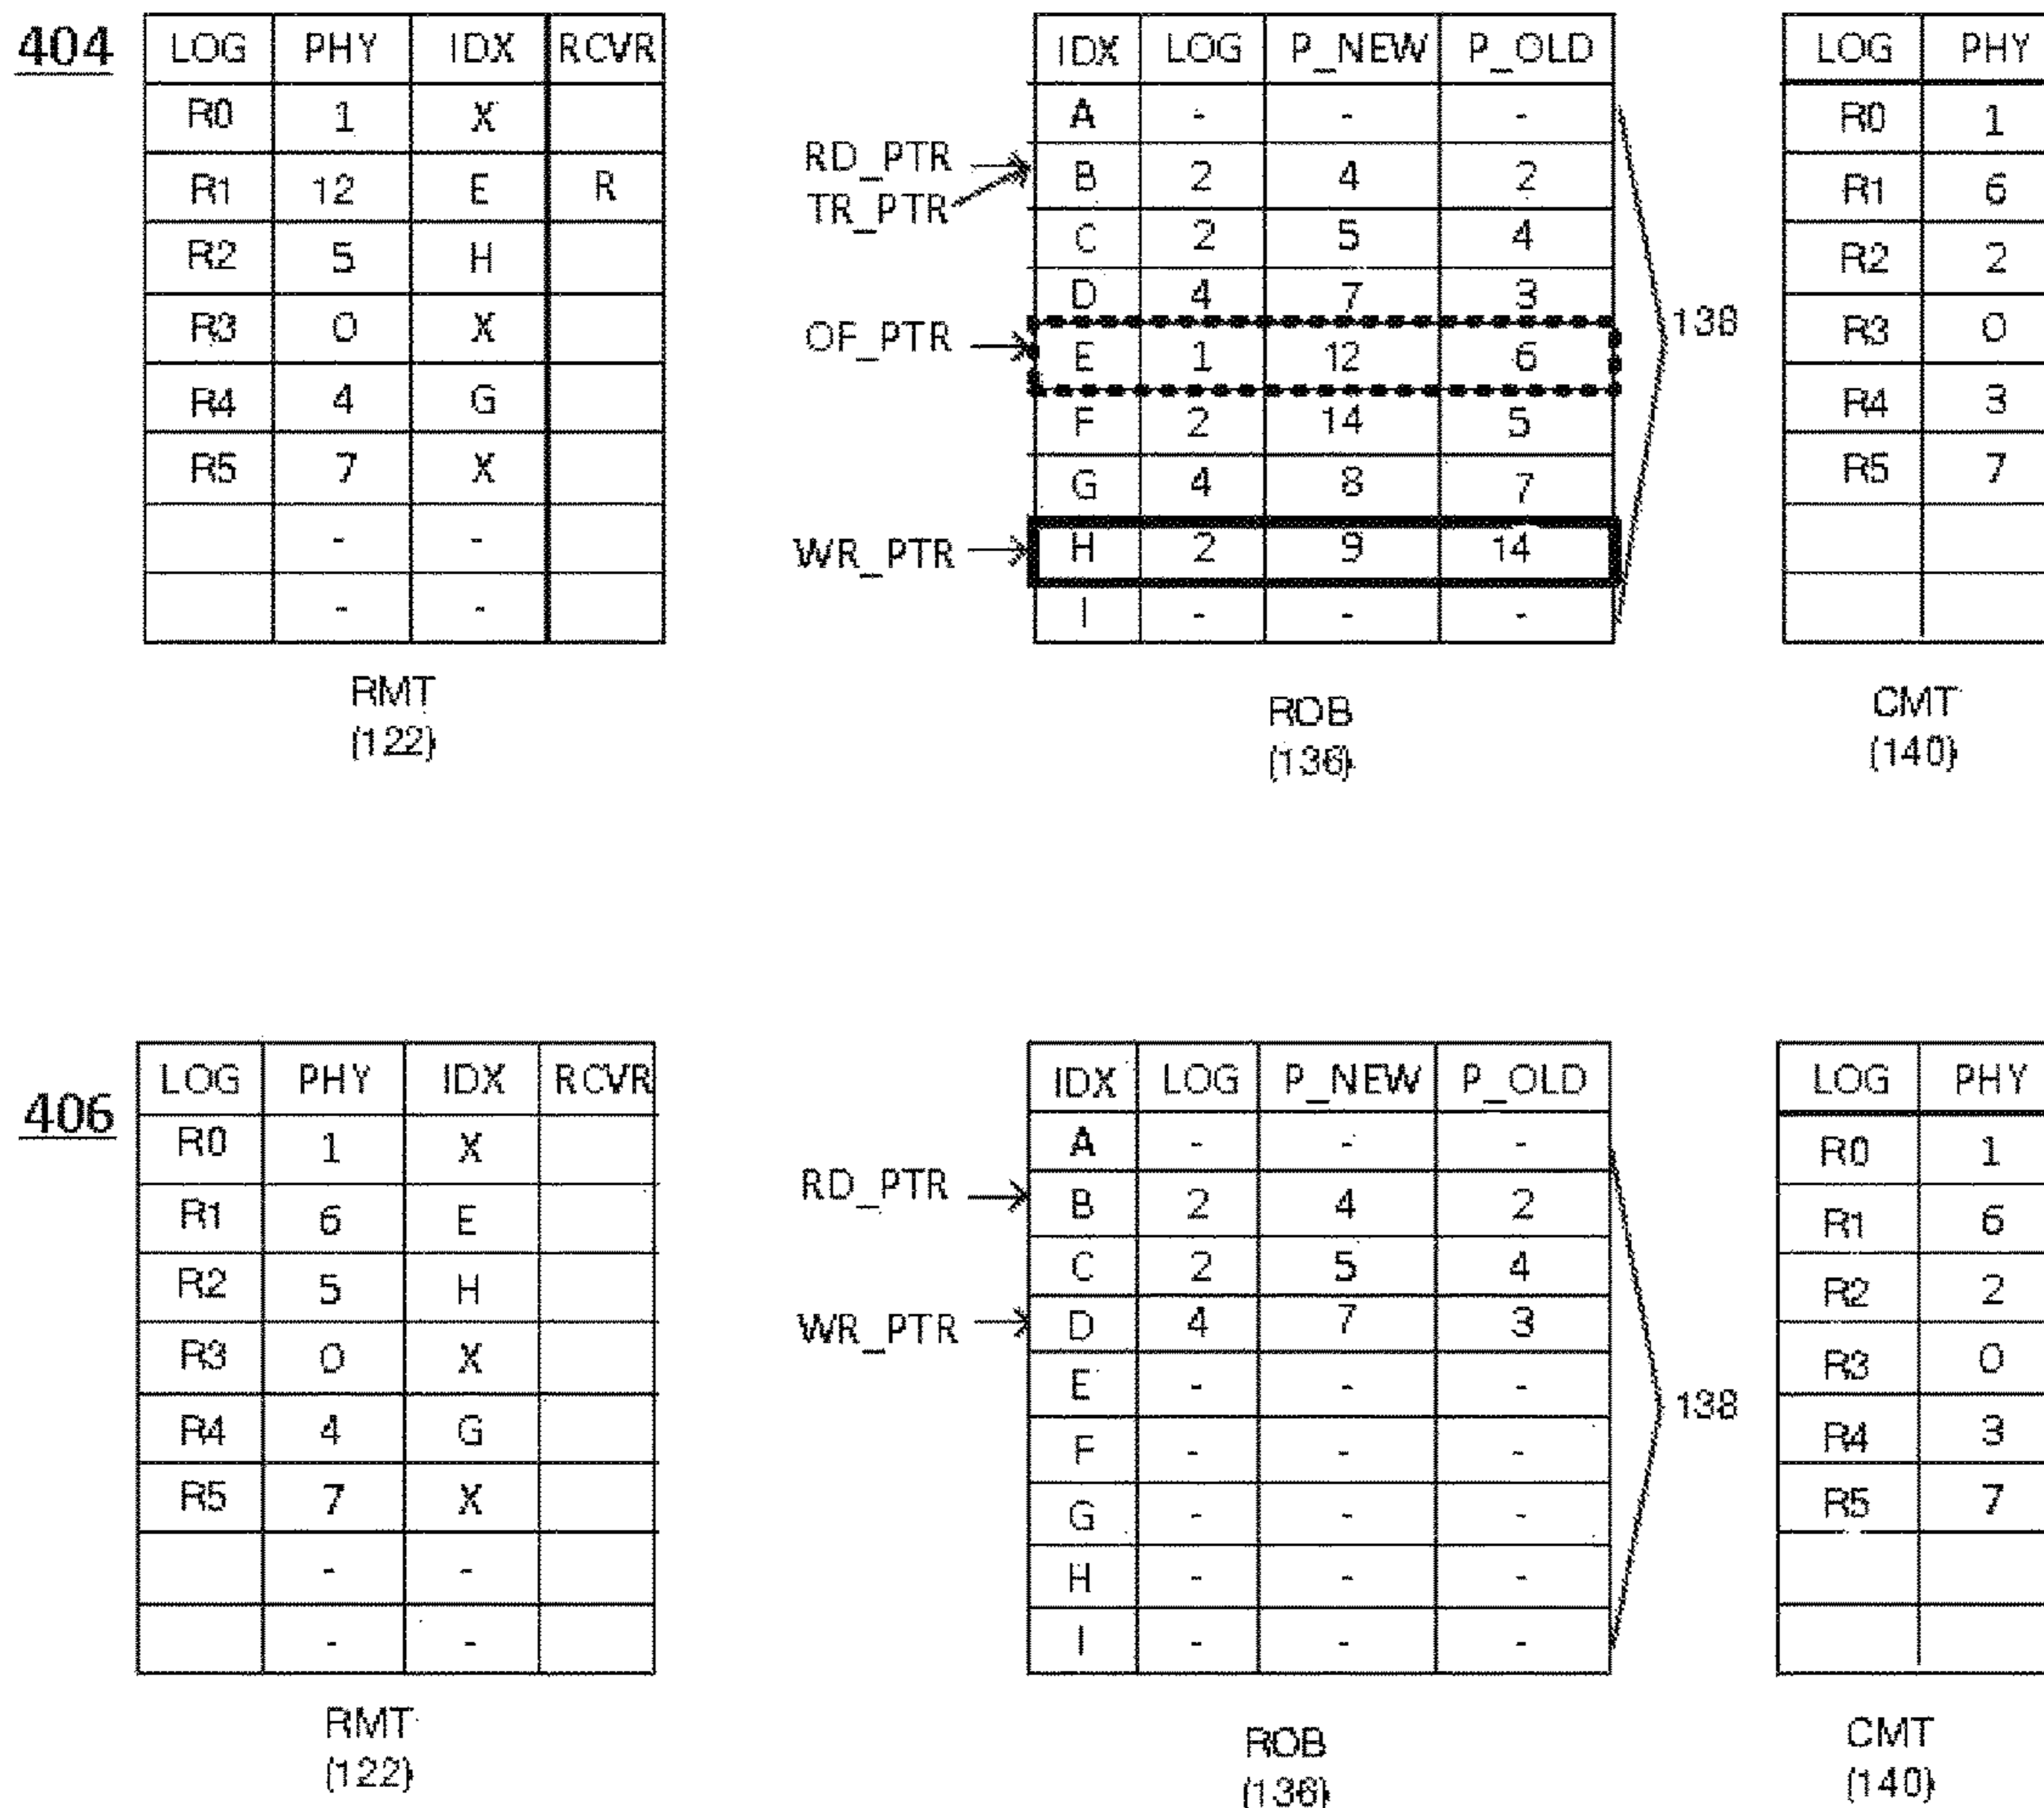 404
LOG PHY IDX RCVR
R0 1 X
R1 12 E R
R2 5 H
R3 0 X
R4 4 G
R5 7 X
- -
- -
RMT
(122)
RD_PTR
TR_PTR
OF_PTR
WR_PTR
IDX LOG P_NEW P_OLD
A - - -
B 2 4 2
C 2 5 4
D 4 7 3
E 1 12 6
F 2 14 5
G 4 8 7
H 2 9 14
I - - -
138
ROB
(136)
LOG PHY
R0 1
R1 6
R2 2
R3 0
R4 3
R5 7
CMT
(140)
406
LOG PHY IDX RCVR
R0 1 X
R1 6 E
R2 5 H
R3 0 X
R4 4 G
R5 7 X
- -
- -
RMT
(122)
RD_PTR
WR_PTR
IDX LOG P_NEW P_OLD
A - - -
B 2 4 2
C 2 5 4
D 4 7 3
E - - -
F - - -
G - - -
H - - -
I - - -
138
ROB
(136)
LOG PHY
R0 1
R1 6
R2 2
R3 0
R4 3
R5 7
CMT
(140)